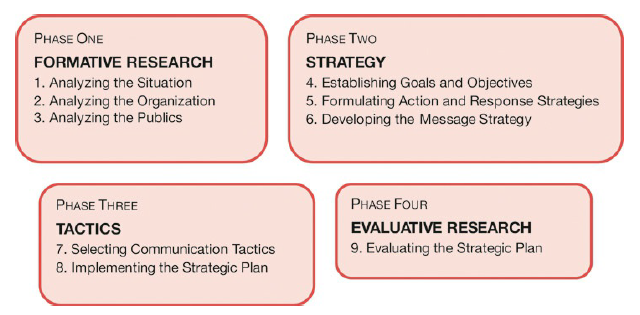 PHASE ONE
FORMATIVE RESEARCH
1. Analyzing the Situation
2. Analyzing the Organization
3. Analyzing the Publics
PHASE TWO
STRATEGY
4. Establishing Goals and Objectives
5. Formulating Action and Response Strategies
6. Developing the Message Strategy
PHASE THREE
TACTICS
7. Selecting Communication Tactics
8. Implementing the Strategic Plan
PHASE FOUR
EVALUATIVE RESEARCH
9. Evaluating the Strategic Plan